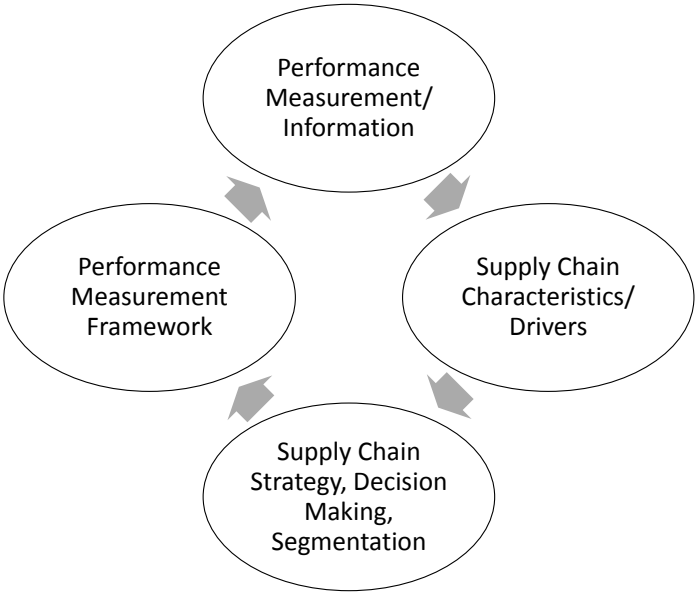 Performance
Measurement/
Information
Performance
Measurement
Framework
Supply Chain
Characteristics/
Drivers
Supply Chain
Strategy, Decision
Making,
Segmentation